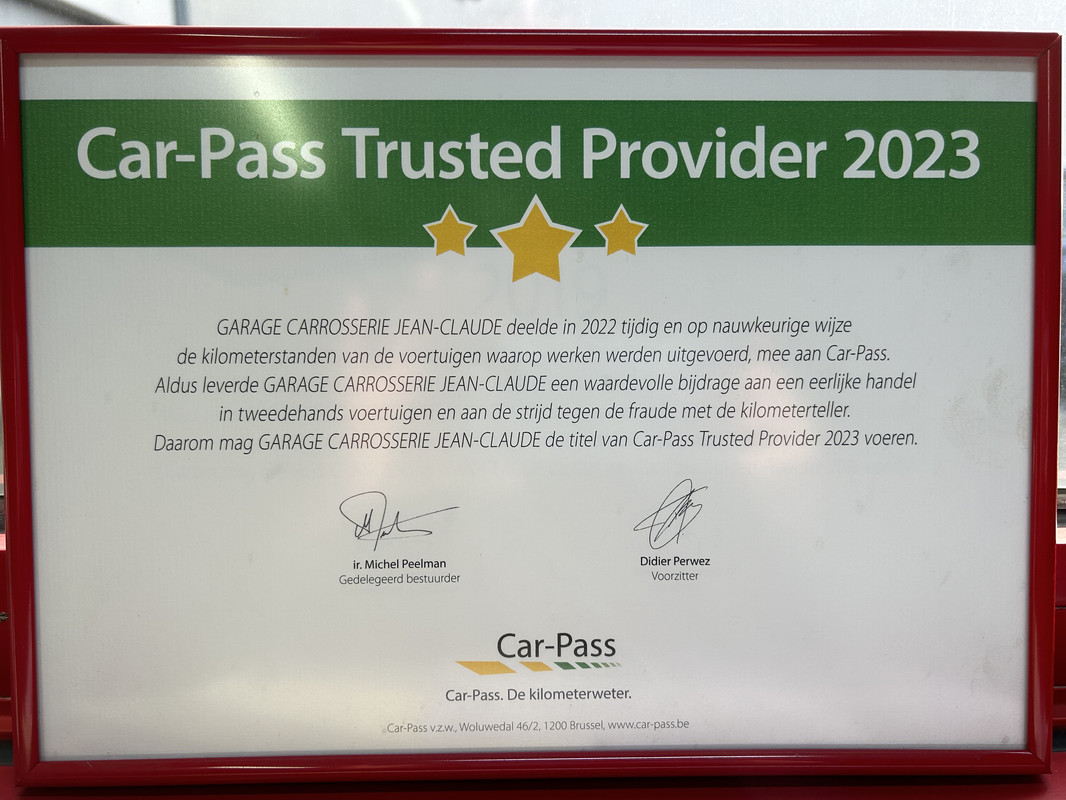 Car-Pass Trusted Provider 2023
GARAGE CARROSSERIE JEAN-CLAUDE deelde in 2022 tijdig en op nauwkeurige wijze
de kilometerstanden van de voertuigen waarop werken werden uitgevoerd, mee aan Car-Pass.
Aldus leverde GARAGE CARROSSERIE JEAN-CLAUDE een waardevolle bijdrage aan een eerlijke handel
in tweedehands voertuigen en aan de strijd tegen de fraude met de kilometerteller.
Daarom mag GARAGE CARROSSERIE JEAN-CLAUDE de titel van Car-Pass Trusted Provider 2023 voeren.
ir. Michel Peelman
Gedelegeerd bestuurder
Didier Perwez
Voorzitter
Car-Pass
Car-Pass. De kilometerweter.
Car-Pass v.z.w., Woluwedal 46/2, 1200 Brussel, www.car-pass.be